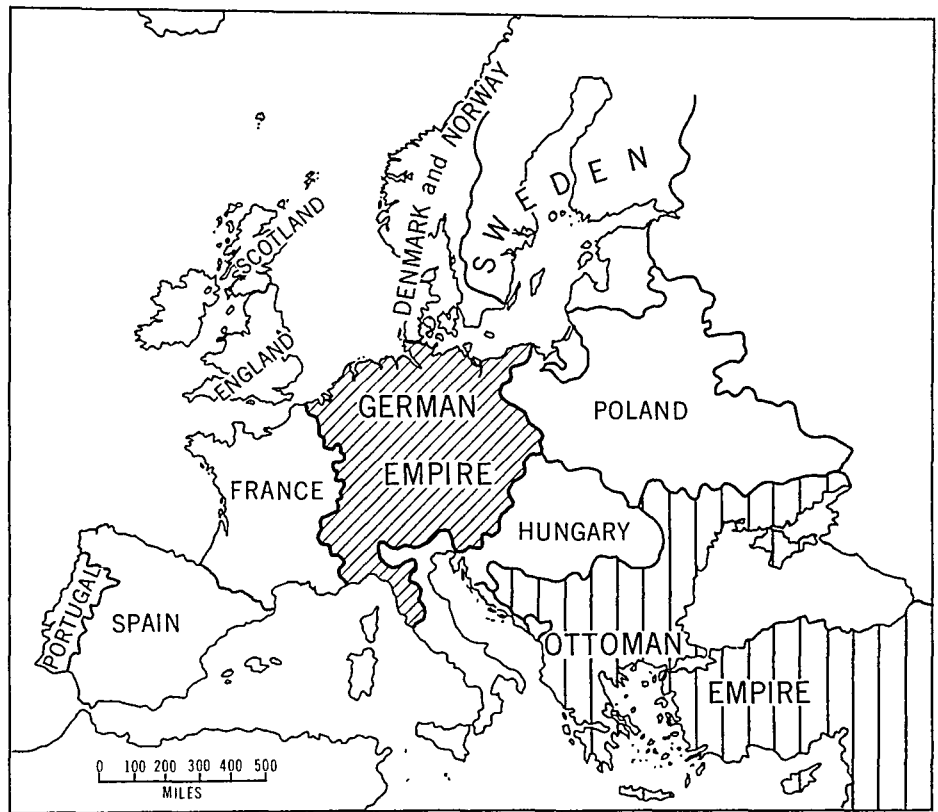 DENMARK and NORWAY
SWEDEN
SCOTLAND
ENGLAND
GERMAN
EMPIRE
POLAND
FRANCE
HUNGARY
PORTUGAL
SPAIN
OTTOMAN
EMPIRE
0 100 200 300 400 500
MILES